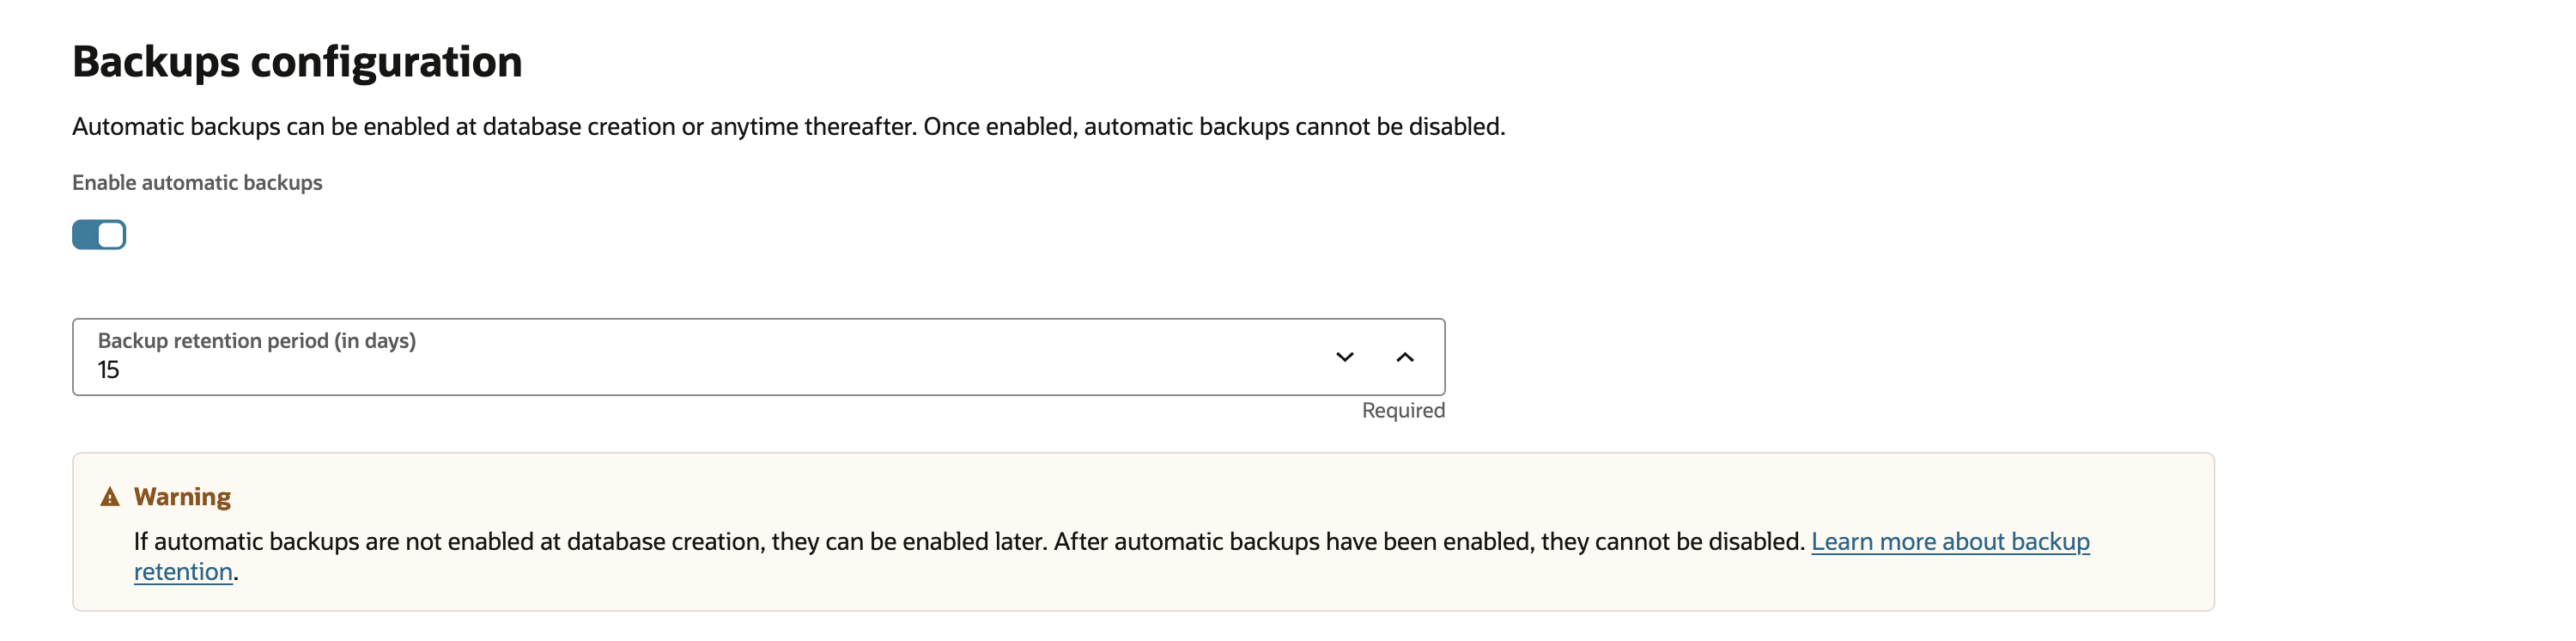 Backups configuration
Automatic backups can be enabled at database creation or anytime thereafter. Once enabled, automatic backups cannot be disabled.
Enable automatic backups
Backup retention period (in days)
15
Required
Warning
If automatic backups are not enabled at database creation, they can be enabled later. After automatic backups have been enabled, they cannot be disabled. Learn more about backup
retention.